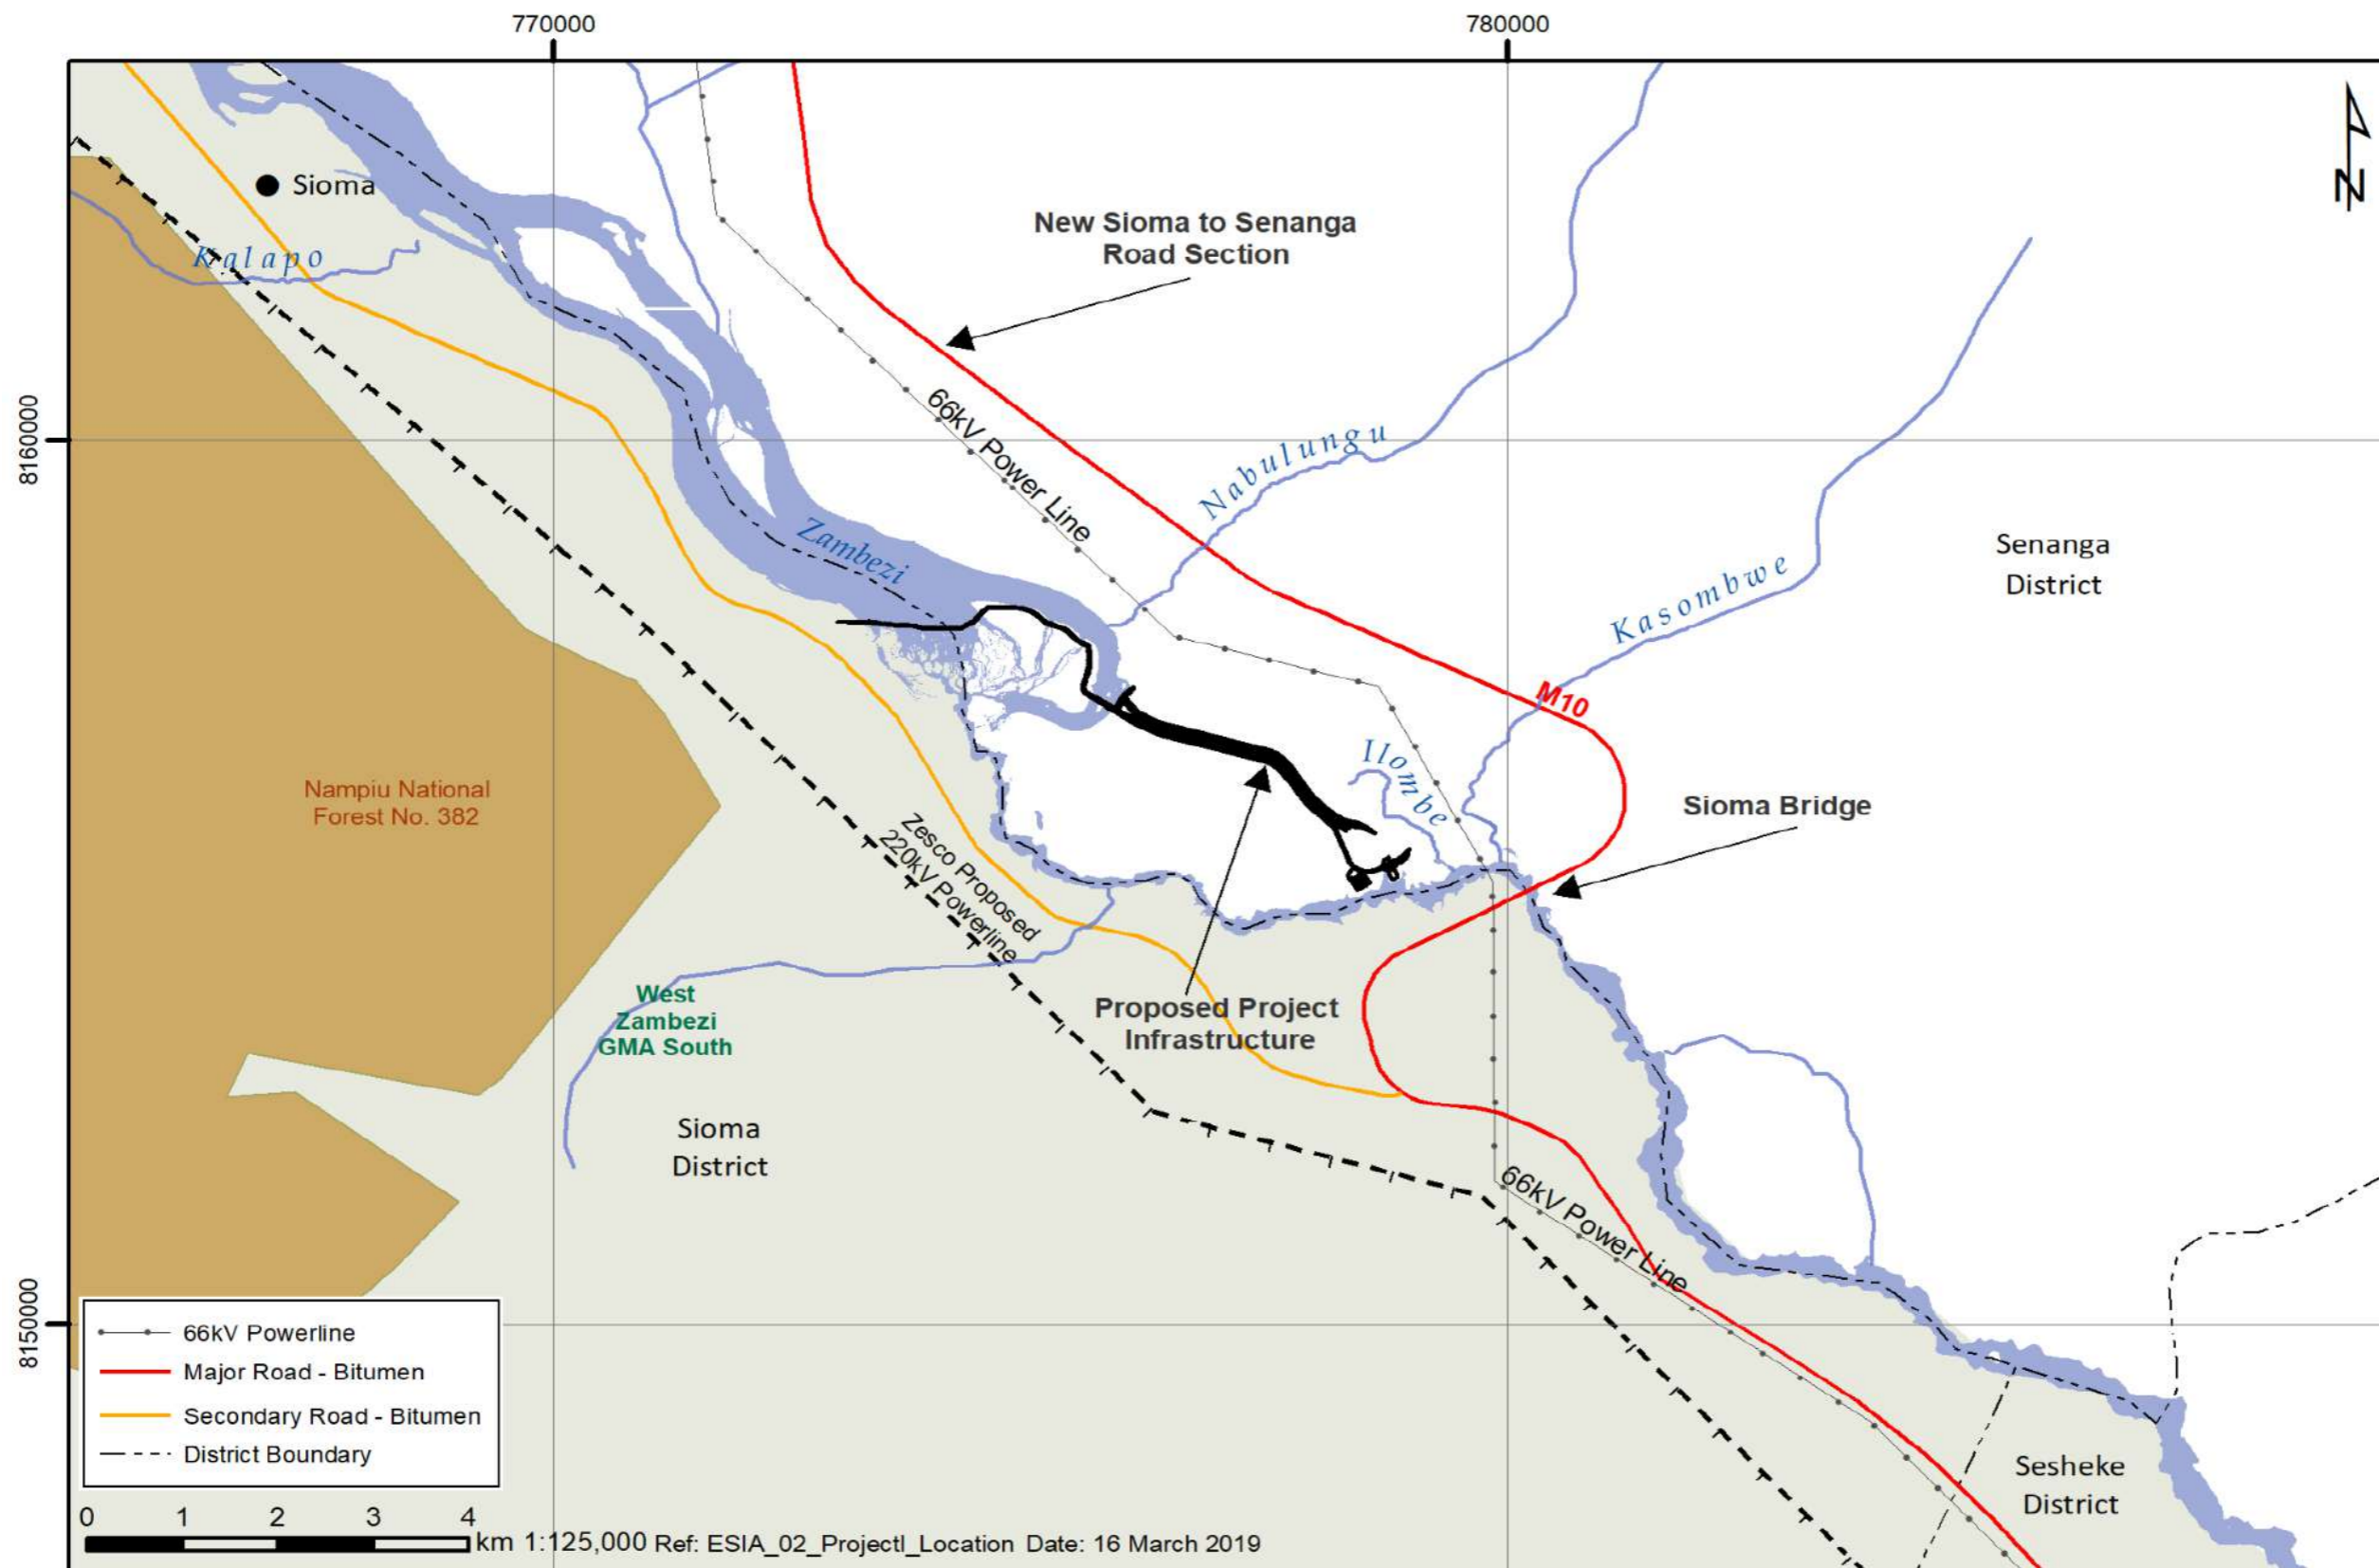 770000
780000
Sioma
Kalapo
New Sioma to Senanga
Road Section
8160000
66kV Power Line
Nabulungu
Zambezi
Senanga
District
Kasombwe
M10
Ilombe
Nampiu National
Forest No. 382
Sioma Bridge
Zesco Proposed
220kV Powerline
West
Zambezi
GMA South
Proposed Project
Infrastructure
Sioma
District
66kV Power Line
8150000
66kV Powerline
Major Road - Bitumen
Secondary Road - Bitumen
District Boundary
Sesheke
District
0 1 2 3 4
km 1:125,000 Ref: ESIA_02_Projectl_Location Date: 16 March 2019
N